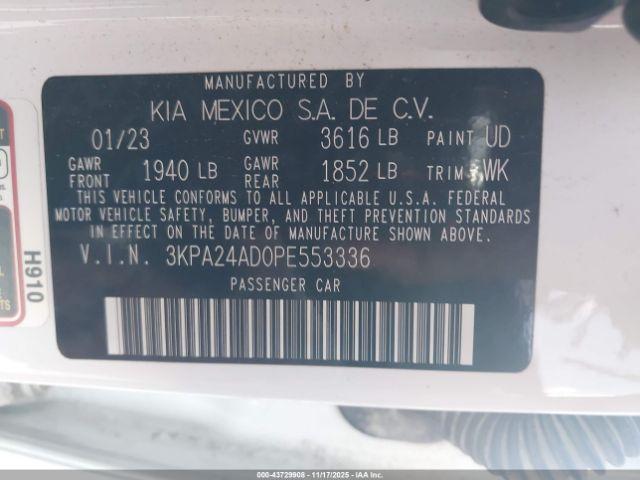 MANUFACTURED BY
KIA MEXICO S.A. DE C.V.
01/23 GVWR 3616 LB PAINT UD
GAWR FRONT 1940 LB GAWR REAR 1852 LB TRIM WK
THIS VEHICLE CONFORMS TO ALL APPLICABLE U.S.A. FEDERAL
MOTOR VEHICLE SAFETY, BUMPER, AND THEFT PREVENTION STANDARDS
IN EFFECT ON THE DATE OF MANUFACTURE SHOWN ABOVE.
V.I.N. 3KPA24AD0PE553336
PASSENGER CAR
H910
000-43729908 - 11/17/2025 - IAAI.COM